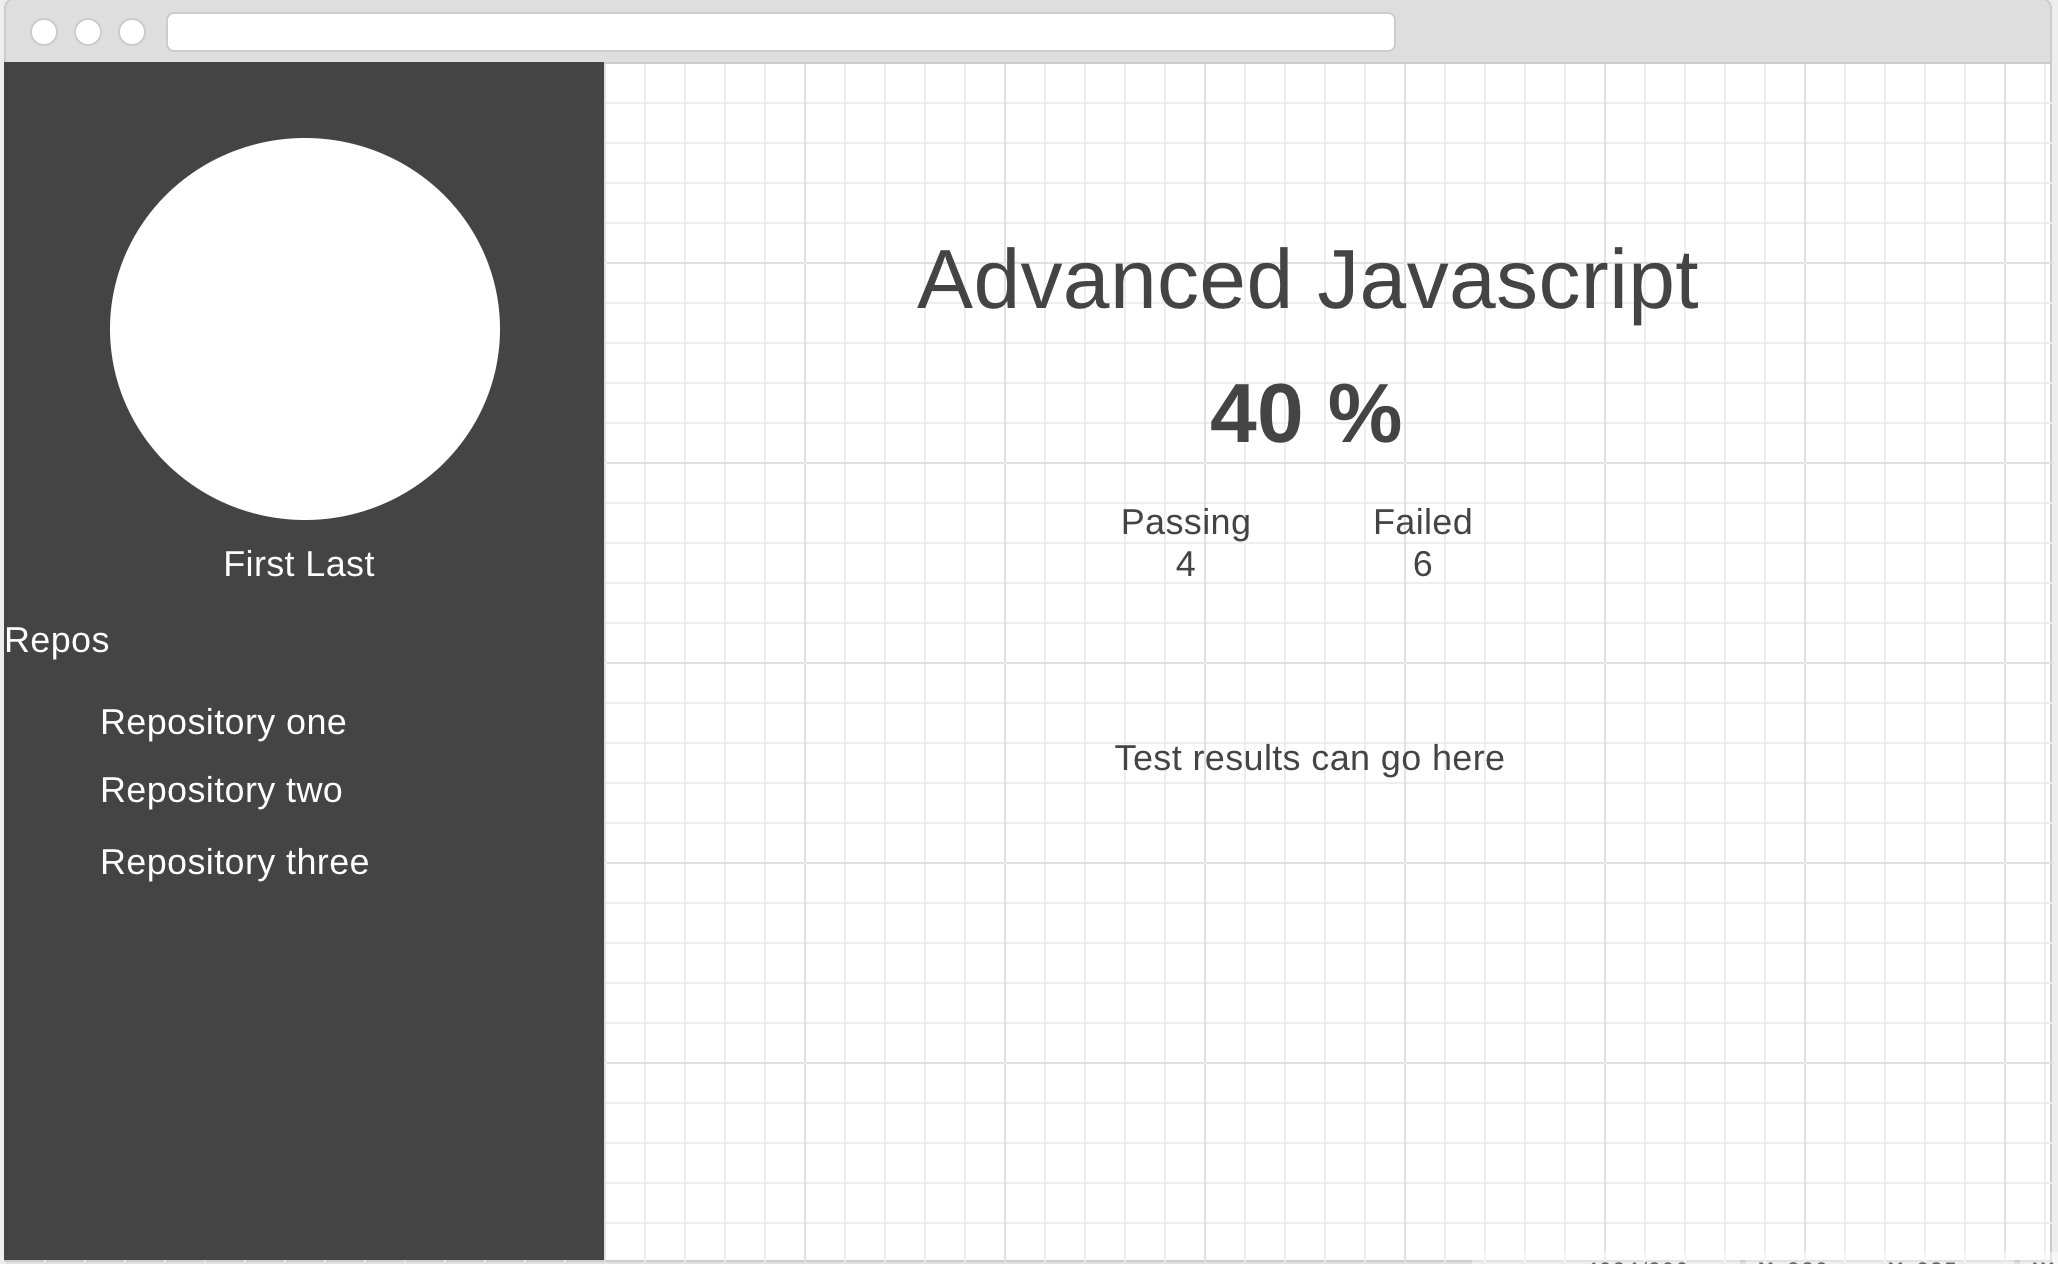 First Last
Repos
Repository one
Repository two
Repository three
Advanced Javascript
40 %
Passing Failed
4 6
Test results can go here